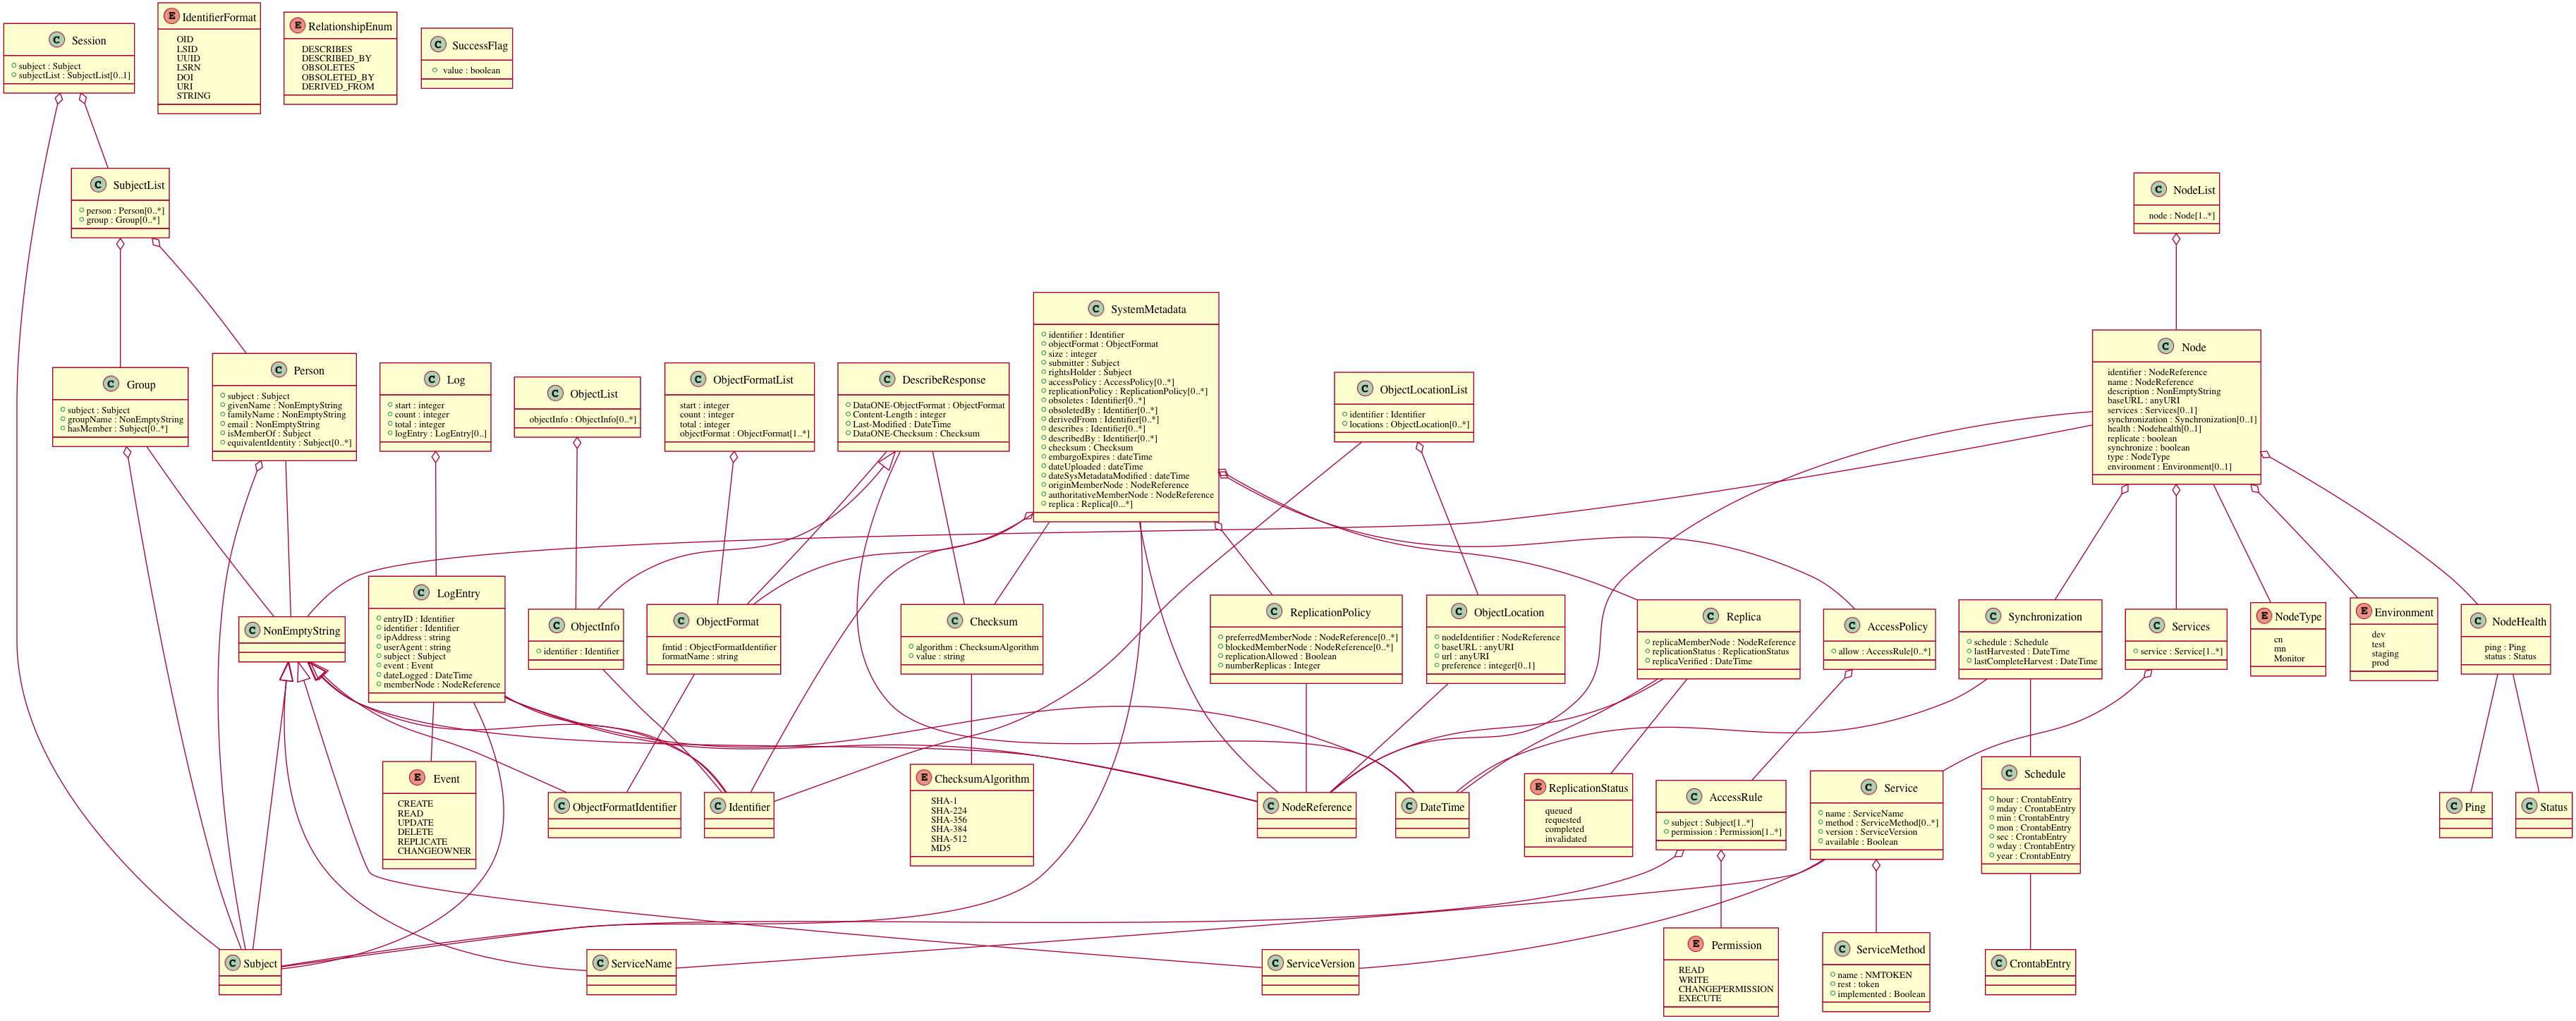 C Session
subject : Subject
subjectList : SubjectList[0..1]
E IdentifierFormat
OID
LSID
UUID
LSRN
DOI
URI
STRING
E RelationshipEnum
DESCRIBES
DESCRIBED_BY
OBSOLETES
OBSOLETED_BY
DERIVED_FROM
C SuccessFlag
value : boolean
C SubjectList
person : Person[0..*]
group : Group[0..*]
C NodeList
node : Node[1..*]
C Group
subject : Subject
groupName : NonEmptyString
hasMember : Subject[0..*]
C Person
subject : Subject
givenName : NonEmptyString
familyName : NonEmptyString
email : NonEmptyString
isMemberOf : Subject
equivalentIdentity : Subject[0..*]
C Log
start : integer
count : integer
total : integer
logEntry : LogEntry[0..]
C ObjectList
objectInfo : ObjectInfo[0..*]
C ObjectFormatList
start : integer
count : integer
total : integer
objectFormat : ObjectFormat[1..*]
C DescribeResponse
DataONE-ObjectFormat : ObjectFormat
Content-Length : integer
Last-Modified : DateTime
DataONE-Checksum : Checksum
C SystemMetadata
identifier : Identifier
objectFormat : ObjectFormat
size : integer
submitter : Subject
rightsHolder : Subject
accessPolicy : AccessPolicy[0..*]
replicationPolicy : ReplicationPolicy[0..*]
obsoletes : Identifier[0..*]
obsoletedBy : Identifier[0..*]
derivedFrom : Identifier[0..*]
describes : Identifier[0..*]
describedBy : Identifier[0..*]
checksum : Checksum
embargoExpires : dateTime
dateUploaded : dateTime
dateSysMetadataModified : dateTime
originMemberNode : NodeReference
authoritativeMemberNode : NodeReference
replica : Replica[0...*]
C ObjectLocationList
identifier : Identifier
locations : ObjectLocation[0..*]
C Node
identifier : NodeReference
name : NodeReference
description : NonEmptyString
baseURL : anyURI
services : Services[0..1]
synchronization : Synchronization[0..1]
health : Nodehealth[0..1]
replicate : boolean
synchronize : boolean
type : NodeType
environment : Environment[0..1]
C NonEmptyString
C LogEntry
entryID : Identifier
identifier : Identifier
ipAddress : string
userAgent : string
subject : Subject
event : Event
dateLogged : DateTime
memberNode : NodeReference
C ObjectInfo
identifier : Identifier
C ObjectFormat
fmtid : ObjectFormatIdentifier
formatName : string
C Checksum
algorithm : ChecksumAlgorithm
value : string
C ReplicationPolicy
preferredMemberNode : NodeReference[0..*]
blockedMemberNode : NodeReference[0..*]
replicationAllowed : Boolean
numberReplicas : Integer
C ObjectLocation
nodeIdentifier : NodeReference
baseURL : anyURI
url : anyURI
preference : integer[0..1]
C Replica
replicaMemberNode : NodeReference
replicationStatus : ReplicationStatus
replicaVerified : DateTime
C AccessPolicy
allow : AccessRule[0..*]
C Synchronization
schedule : Schedule
lastHarvested : DateTime
lastCompleteHarvest : DateTime
C Services
service : Service[1..*]
E NodeType
cn
mn
Monitor
E Environment
dev
test
staging
prod
C NodeHealth
ping : Ping
status : Status
E Event
CREATE
READ
UPDATE
DELETE
REPLICATE
CHANGEOWNER
C ObjectFormatIdentifier
C Identifier
E ChecksumAlgorithm
SHA-1
SHA-224
SHA-356
SHA-384
SHA-512
MD5
C NodeReference
C DateTime
E ReplicationStatus
queued
requested
completed
invalidated
C AccessRule
subject : Subject[1..*]
permission : Permission[1..*]
C Service
name : ServiceName
method : ServiceMethod[0..*]
version : ServiceVersion
available : Boolean
C Schedule
hour : CrontabEntry
mday : CrontabEntry
min : CrontabEntry
mon : CrontabEntry
sec : CrontabEntry
wday : CrontabEntry
year : CrontabEntry
C Ping
C Status
C Subject
C ServiceName
C ServiceVersion
E Permission
READ
WRITE
CHANGEPERMISSION
EXECUTE
C ServiceMethod
name : NMTOKEN
rest : token
implemented : Boolean
C CrontabEntry